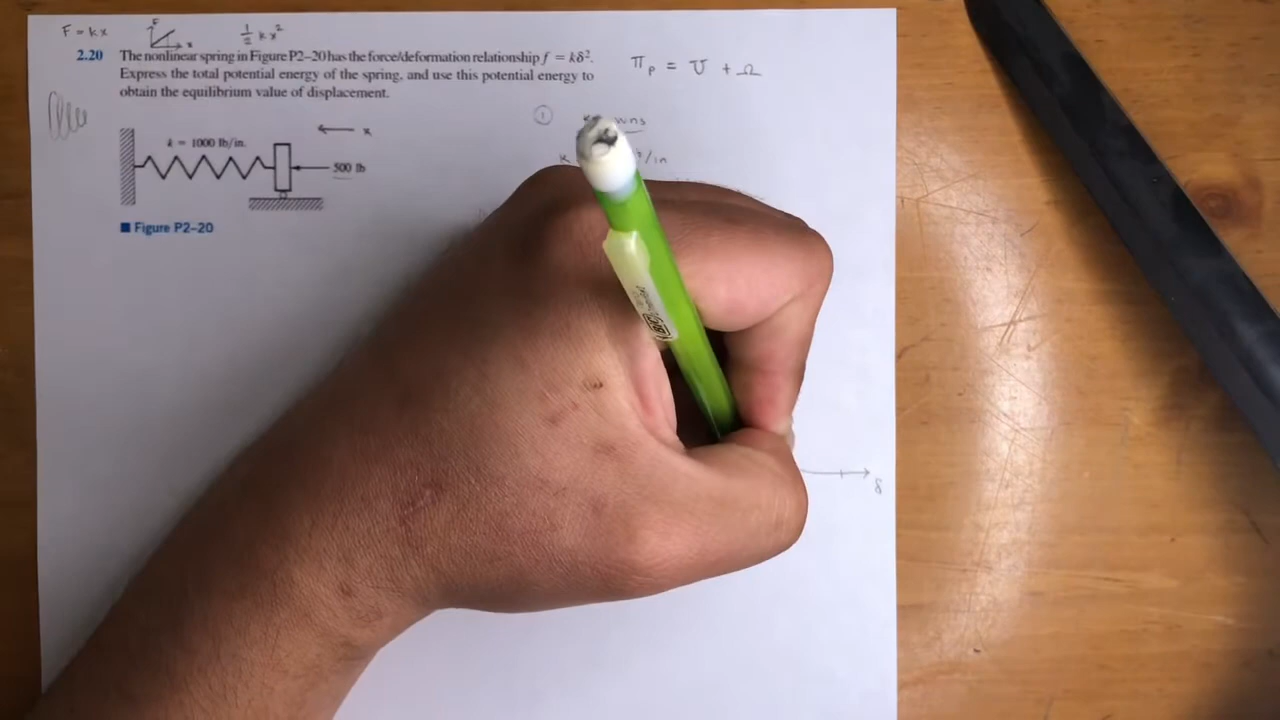 F = kx F x ½ kx²
2.20 The nonlinear spring in Figure P2–20 has the force/deformation relationship f = kδ².
Express the total potential energy of the spring, and use this potential energy to
obtain the equilibrium value of displacement.
πp = U + Ω
①
x
k = 1000 lb/in.
500 lb
k /in
■ Figure P2–20
BIC
δ